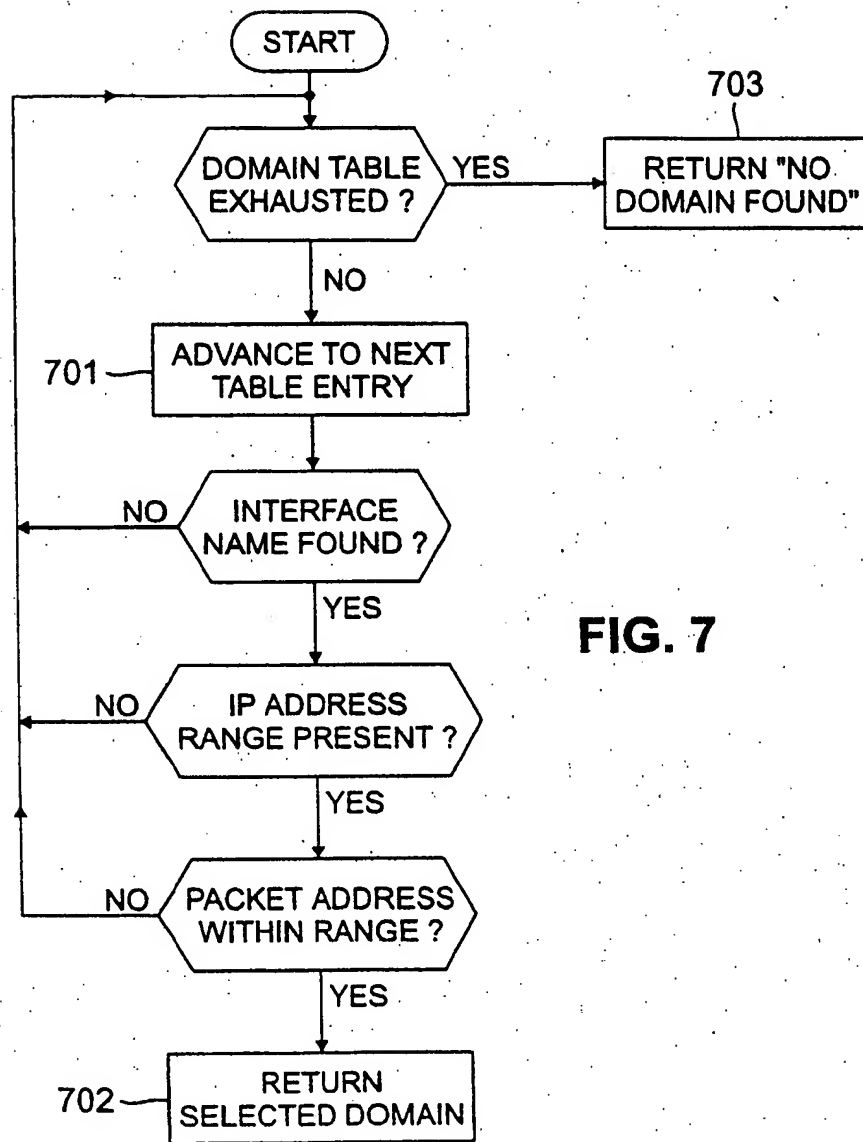 START
703
DOMAIN TABLE
EXHAUSTED ?
YES
RETURN "NO
DOMAIN FOUND"
NO
701
ADVANCE TO NEXT
TABLE ENTRY
NO
INTERFACE
NAME FOUND ?
YES
FIG. 7
NO
IP ADDRESS
RANGE PRESENT ?
YES
NO
PACKET ADDRESS
WITHIN RANGE ?
YES
702
RETURN
SELECTED DOMAIN